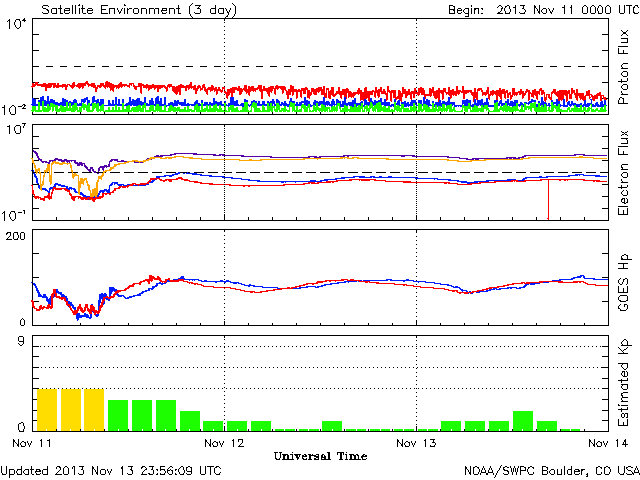 Satellite Environment (3 day) Begin: 2013 Nov 11 0000 UTC
10⁴
10⁻²
Proton Flux
10⁷
10⁻¹
Electron Flux
200
0
GOES Hp
9
0
Estimated Kp
Nov 11 Nov 12 Nov 13 Nov 14
Universal Time
Updated 2013 Nov 13 23:56:09 UTC NOAA/SWPC Boulder, CO USA